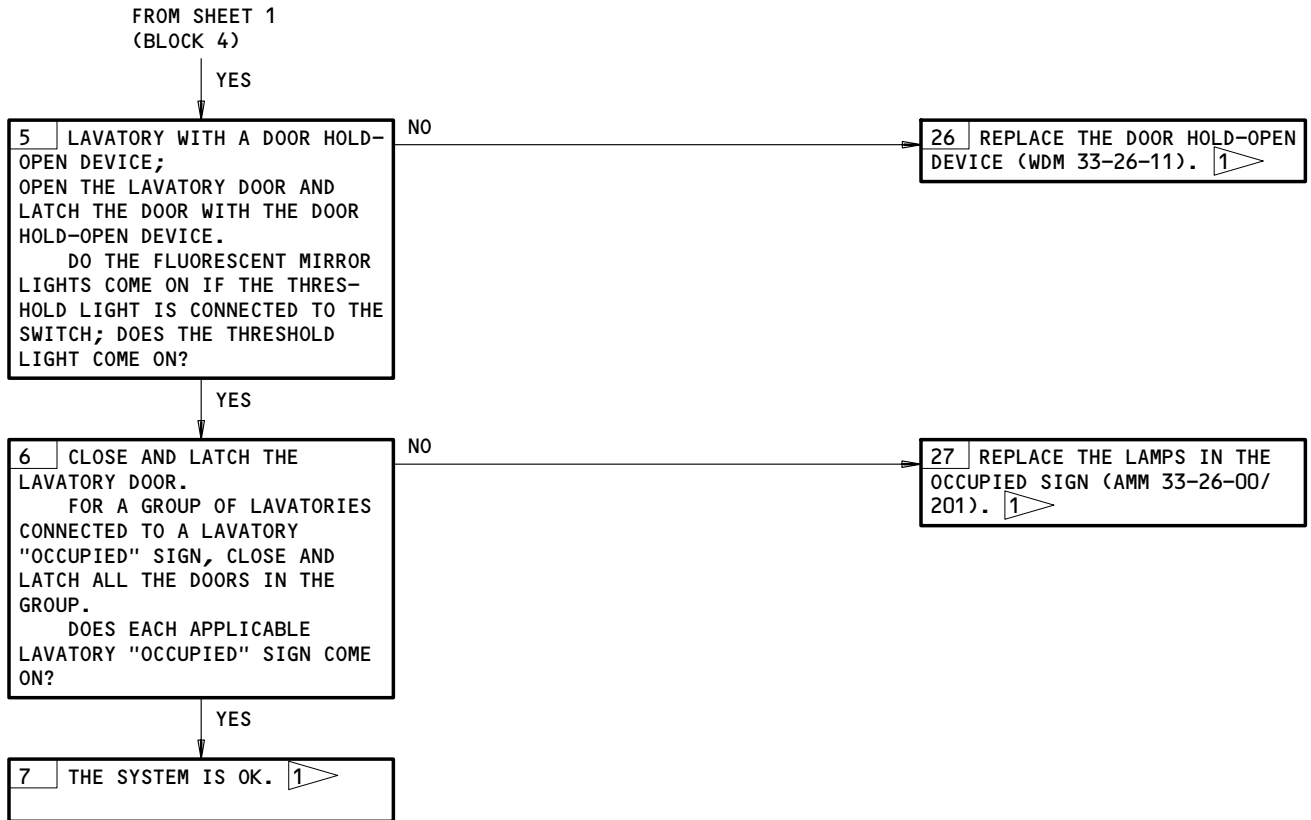 FROM SHEET 1
(BLOCK 4)
YES
5 LAVATORY WITH A DOOR HOLD-
OPEN DEVICE;
OPEN THE LAVATORY DOOR AND
LATCH THE DOOR WITH THE DOOR
HOLD-OPEN DEVICE.
DO THE FLUORESCENT MIRROR
LIGHTS COME ON IF THE THRES-
HOLD LIGHT IS CONNECTED TO THE
SWITCH; DOES THE THRESHOLD
LIGHT COME ON?
NO
26 REPLACE THE DOOR HOLD-OPEN
DEVICE (WDM 33-26-11). 1
YES
6 CLOSE AND LATCH THE
LAVATORY DOOR.
FOR A GROUP OF LAVATORIES
CONNECTED TO A LAVATORY
"OCCUPIED" SIGN, CLOSE AND
LATCH ALL THE DOORS IN THE
GROUP.
DOES EACH APPLICABLE
LAVATORY "OCCUPIED" SIGN COME
ON?
NO
27 REPLACE THE LAMPS IN THE
OCCUPIED SIGN (AMM 33-26-00/
201). 1
YES
7 THE SYSTEM IS OK. 1